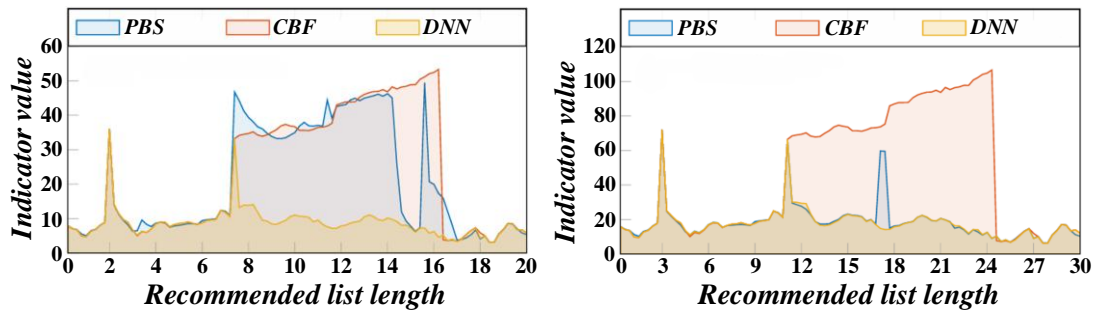 PBS CBF DNN
60
50
40
30
20
10
0
Indicator value
0 2 4 6 8 10 12 14 16 18 20
Recommended list length
PBS CBF DNN
120
100
80
60
40
20
0
Indicator value
0 3 6 9 12 15 18 21 24 27 30
Recommended list length